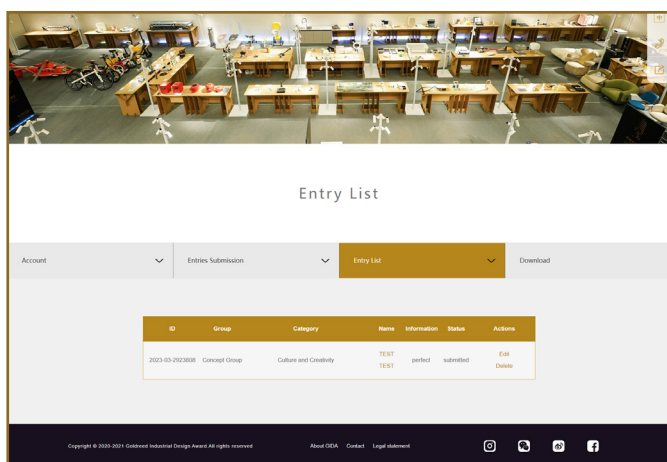 Entry List
Account
Entries Submission
Entry List
Download
ID Group Category Name Information Status Actions
2023-03-2923808 Concept Group Culture and Creativity TEST perfect submitted Edit
TEST Delete
Copyright © 2020-2021 Goldreed Industrial Design Award.All rights reserved About GIDA Contact Legal statement